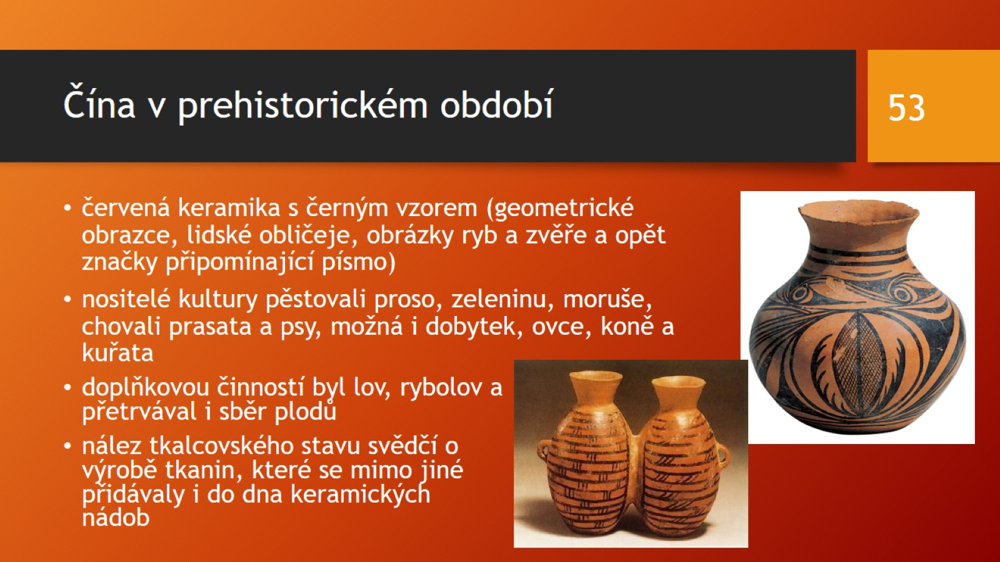 Čína v prehistorickém období
53
• červená keramika s černým vzorem (geometrické
obrazce, lidské obličeje, obrázky ryb a zvěře a opět
značky připomínající písmo)
• nositelé kultury pěstovali proso, zeleninu, moruše,
chovali prasata a psy, možná i dobytek, ovce, koně a
kuřata
• doplňkovou činností byl lov, rybolov a
přetrvával i sběr plodů
• nález tkalcovského stavu svědčí o
výrobě tkanin, které se mimo jiné
přidávaly i do dna keramických
nádob